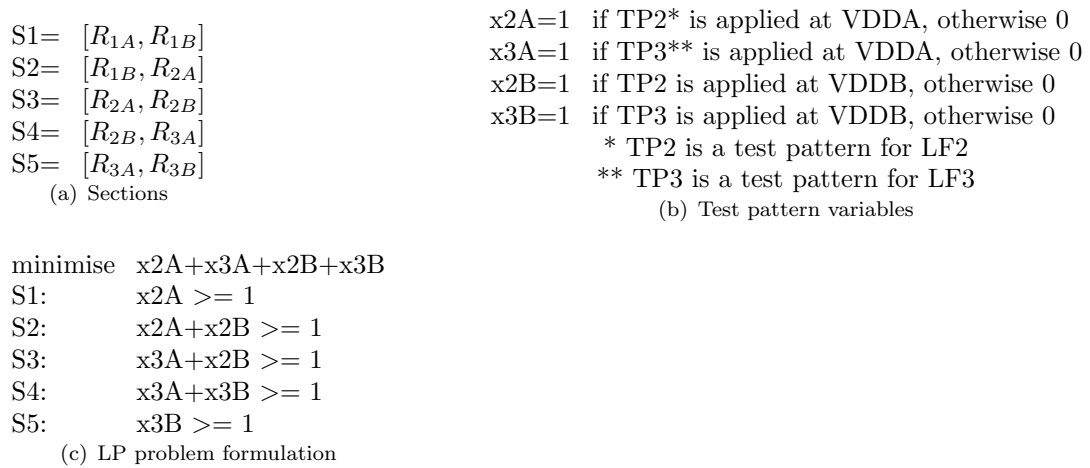 S1= [R1A, R1B]
S2= [R1B, R2A]
S3= [R2A, R2B]
S4= [R2B, R3A]
S5= [R3A, R3B]
(a) Sections
x2A=1 if TP2* is applied at VDDA, otherwise 0
x3A=1 if TP3** is applied at VDDA, otherwise 0
x2B=1 if TP2 is applied at VDDB, otherwise 0
x3B=1 if TP3 is applied at VDDB, otherwise 0
* TP2 is a test pattern for LF2
** TP3 is a test pattern for LF3
(b) Test pattern variables
minimise x2A+x3A+x2B+x3B
S1: x2A >= 1
S2: x2A+x2B >= 1
S3: x3A+x2B >= 1
S4: x3A+x3B >= 1
S5: x3B >= 1
(c) LP problem formulation